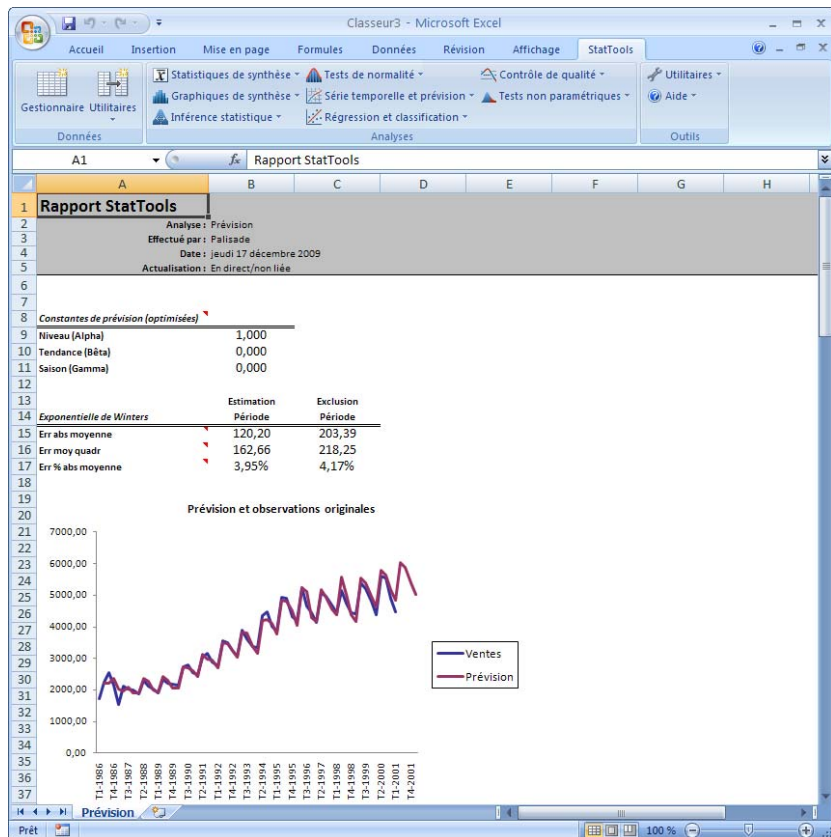 Classeur3 - Microsoft Excel
Accueil Insertion Mise en page Formules Données Révision Affichage StatTools
Gestionnaire Utilitaires
Données
Statistiques de synthèse Tests de normalité Contrôle de qualité
Graphiques de synthèse Série temporelle et prévision Tests non paramétriques
Inférence statistique Régression et classification
Analyses
Utilitaires
Aide
Outils
A1 fx Rapport StatTools
A B C D E F G H
1 Rapport StatTools
2 Analyse : Prévision
3 Effectué par : Palisade
4 Date : jeudi 17 décembre 2009
5 Actualisation : En direct/non liée
6
7
8 Constantes de prévision (optimisées)
9 Niveau (Alpha) 1,000
10 Tendance (Bêta) 0,000
11 Saison (Gamma) 0,000
12
13 Estimation Exclusion
14 Exponentielle de Winters Période Période
15 Err abs moyenne 120,20 203,39
16 Err moy quadr 162,66 218,25
17 Err % abs moyenne 3,95% 4,17%
18
19
20
21
22
23
24
25
26
27
28
29
30
31
32
33
34
35
36
37
Prévision et observations originales
7000,00
6000,00
5000,00
4000,00
3000,00
2000,00
1000,00
0,00
T1-1986
T4-1986
T3-1987
T2-1988
T1-1989
T4-1989
T3-1990
T2-1991
T1-1992
T4-1992
T3-1993
T2-1994
T1-1995
T4-1995
T3-1996
T2-1997
T1-1998
T4-1998
T3-1999
T2-2000
T1-2001
T4-2001
Ventes
Prévision
Prévision
Prêt 100 %